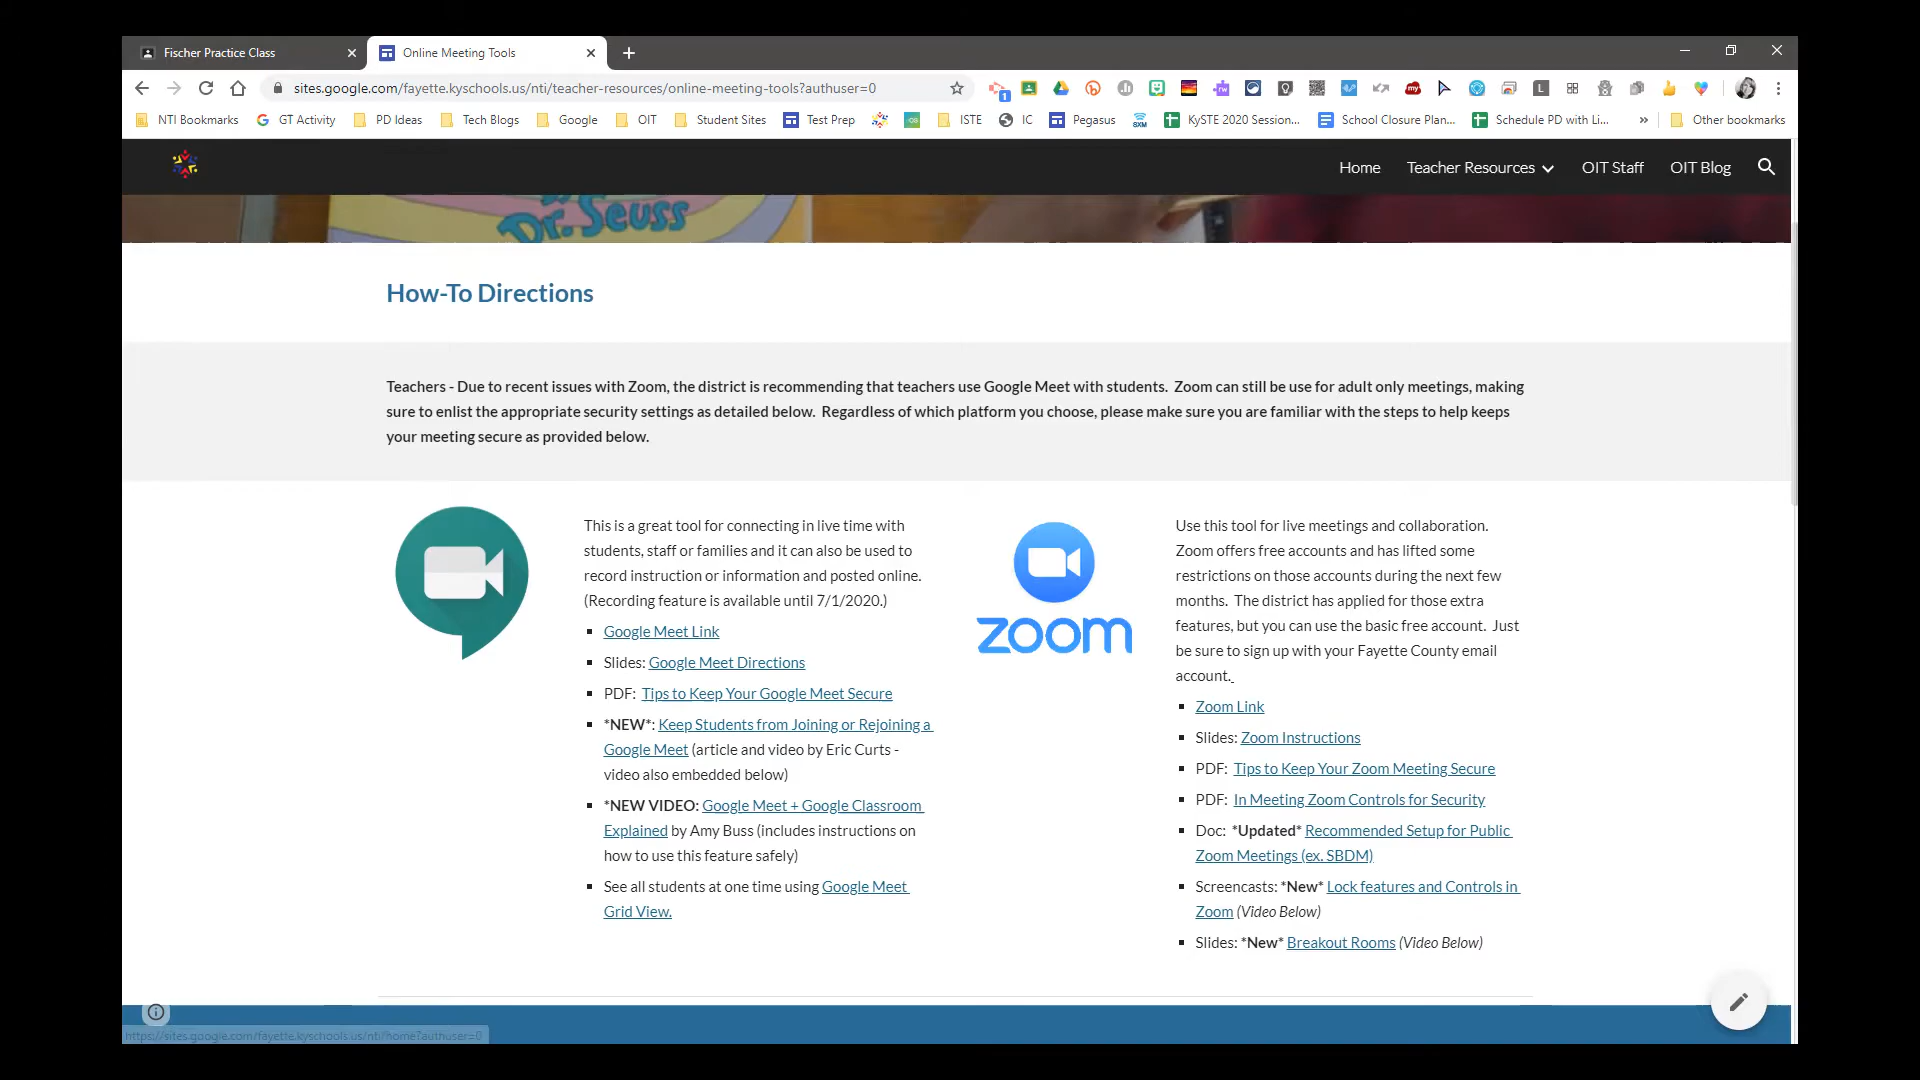 Fischer Practice Class
Online Meeting Tools
sites.google.com/fayette.kyschools.us/nti/teacher-resources/online-meeting-tools?authuser=0
NTI Bookmarks GT Activity PD Ideas Tech Blogs Google OIT Student Sites Test Prep ISTE IC Pegasus KySTE 2020 Session... School Closure Plan... Schedule PD with Li... » Other bookmarks
Home Teacher Resources OIT Staff OIT Blog
Dr. Seuss
How-To Directions
Teachers - Due to recent issues with Zoom, the district is recommending that teachers use Google Meet with students. Zoom can still be use for adult only meetings, making
sure to enlist the appropriate security settings as detailed below. Regardless of which platform you choose, please make sure you are familiar with the steps to help keeps
your meeting secure as provided below.
This is a great tool for connecting in live time with
students, staff or families and it can also be used to
record instruction or information and posted online.
(Recording feature is available until 7/1/2020.)
▪ Google Meet Link
▪ Slides: Google Meet Directions
▪ PDF: Tips to Keep Your Google Meet Secure
▪ *NEW*: Keep Students from Joining or Rejoining a
Google Meet (article and video by Eric Curts -
video also embedded below)
▪ *NEW VIDEO: Google Meet + Google Classroom
Explained by Amy Buss (includes instructions on
how to use this feature safely)
▪ See all students at one time using Google Meet
Grid View.
zoom
Use this tool for live meetings and collaboration.
Zoom offers free accounts and has lifted some
restrictions on those accounts during the next few
months. The district has applied for those extra
features, but you can use the basic free account. Just
be sure to sign up with your Fayette County email
account.
▪ Zoom Link
▪ Slides: Zoom Instructions
▪ PDF: Tips to Keep Your Zoom Meeting Secure
▪ PDF: In Meeting Zoom Controls for Security
▪ Doc: *Updated* Recommended Setup for Public
Zoom Meetings (ex. SBDM)
▪ Screencasts: *New* Lock features and Controls in
Zoom (Video Below)
▪ Slides: *New* Breakout Rooms (Video Below)
https://sites.google.com/fayette.kyschools.us/nti/home?authuser=0